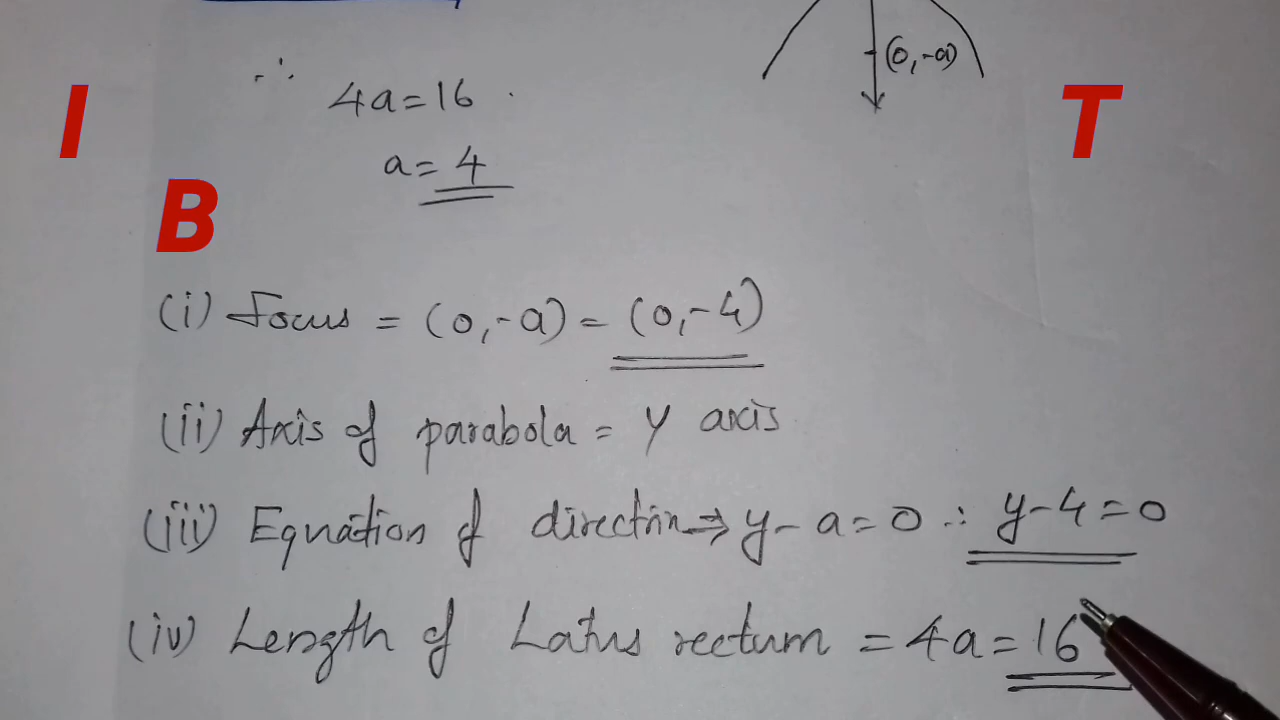 (0,-a)
∴ 4a=16
I
T
a=4
B
(i) Focus = (0,-a) = (0,-4)
(ii) Axis of parabola = y axis
(iii) Equation of directrix ⇒ y-a=0 ∴ y-4=0
(iv) Length of Latus rectum = 4a=16